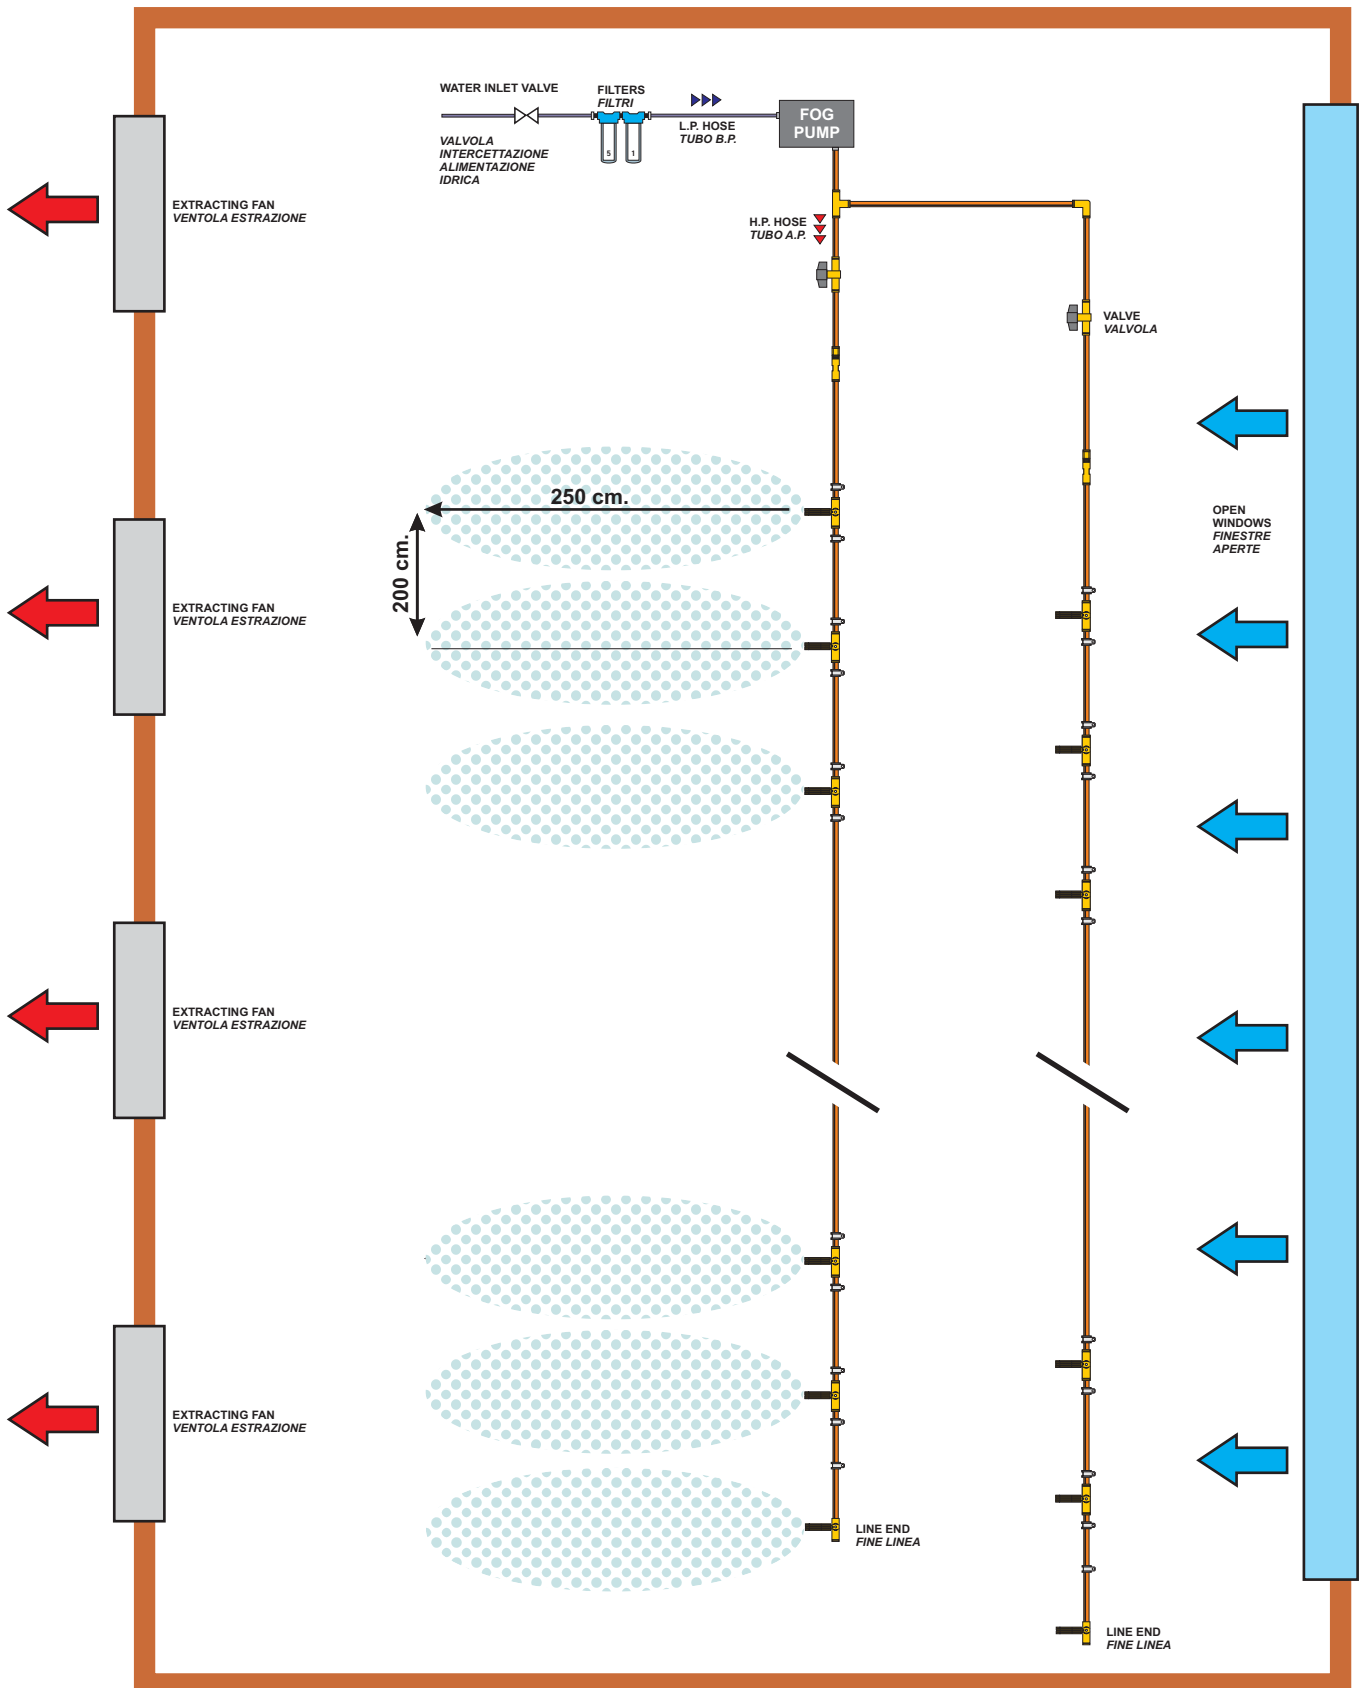 WATER INLET VALVE
VALVOLA
INTERCETTAZIONE
ALIMENTAZIONE
IDRICA
FILTERS
FILTRI
5
1
L.P. HOSE
TUBO B.P.
FOG
PUMP
H.P. HOSE
TUBO A.P.
VALVE
VALVOLA
EXTRACTING FAN
VENTOLA ESTRAZIONE
250 cm.
200 cm.
OPEN
WINDOWS
FINESTRE
APERTE
EXTRACTING FAN
VENTOLA ESTRAZIONE
EXTRACTING FAN
VENTOLA ESTRAZIONE
EXTRACTING FAN
VENTOLA ESTRAZIONE
LINE END
FINE LINEA
LINE END
FINE LINEA